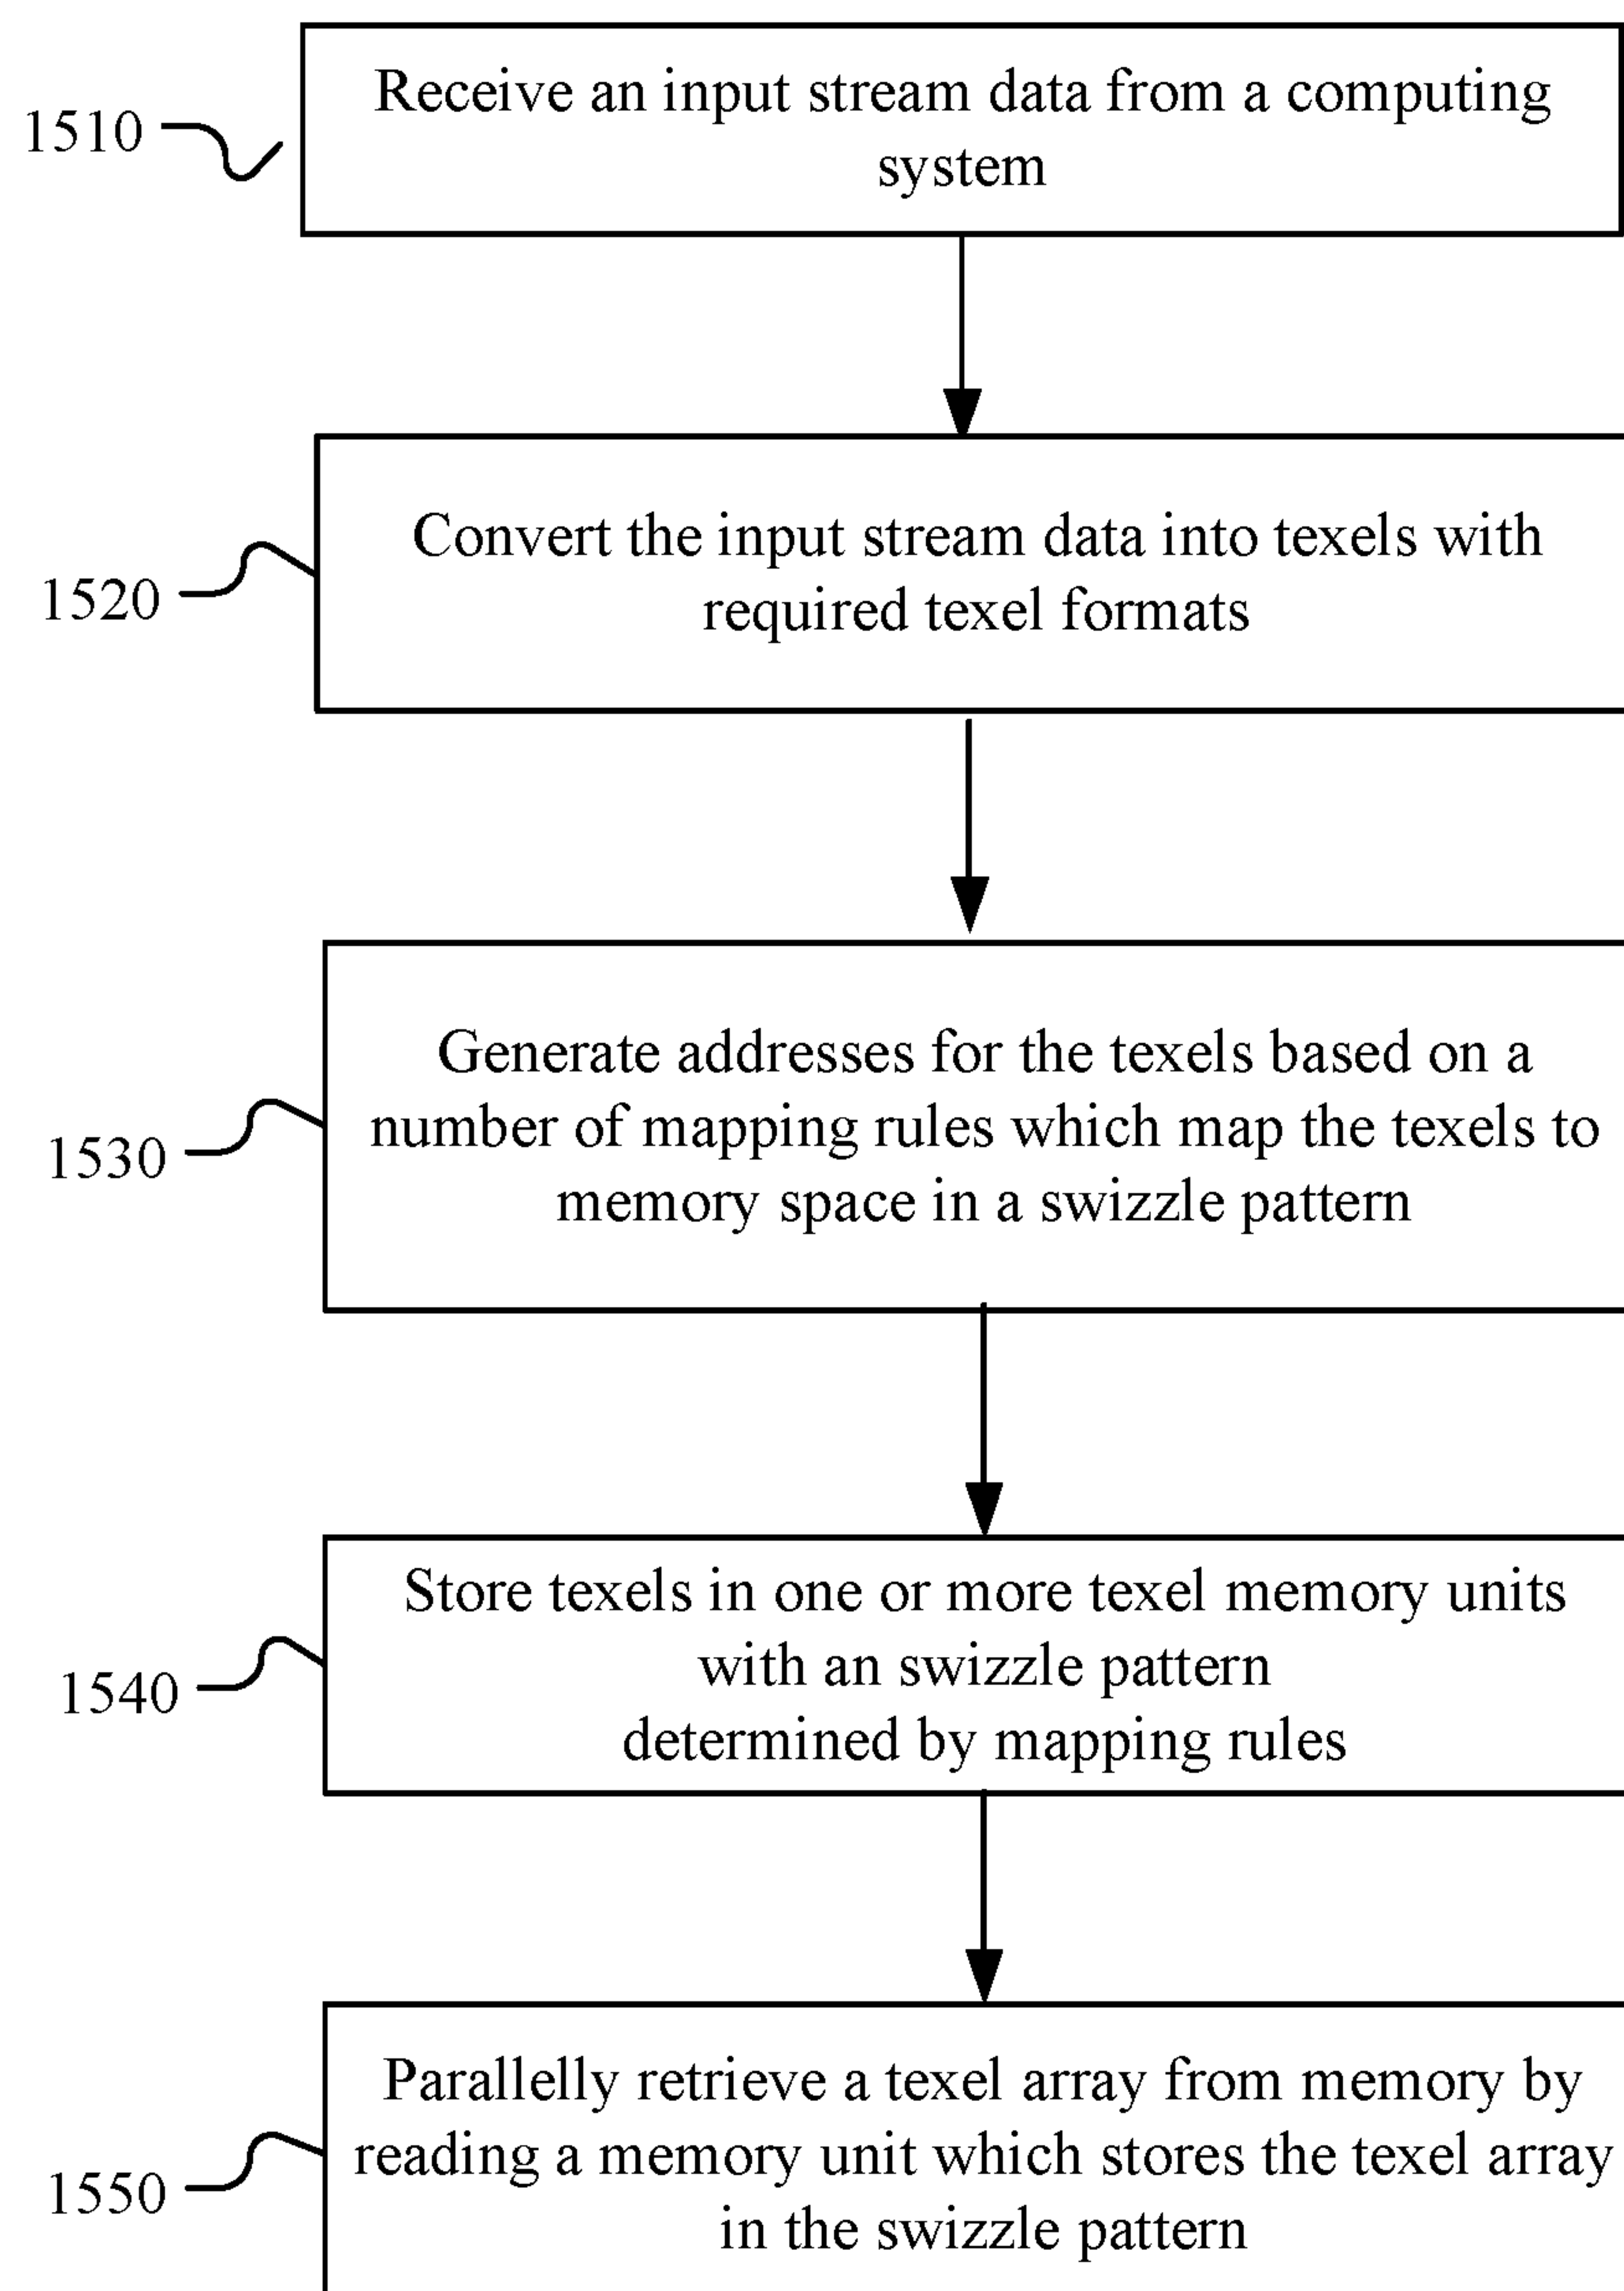 Receive an input stream data from a computing
system
1510
Convert the input stream data into texels with
required texel formats
1520
Generate addresses for the texels based on a
number of mapping rules which map the texels to
memory space in a swizzle pattern
1530
Store texels in one or more texel memory units
with an swizzle pattern
determined by mapping rules
1540
Parallelly retrieve a texel array from memory by
reading a memory unit which stores the texel array
in the swizzle pattern
1550